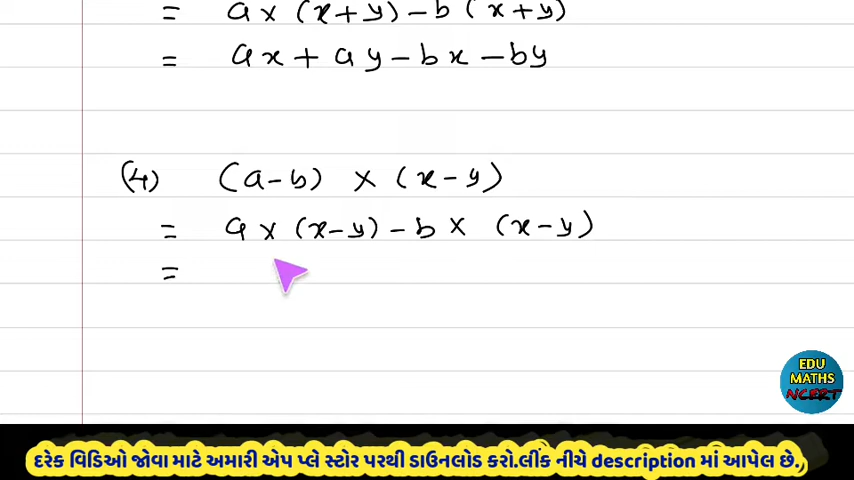 = a × (x+y) – b (x+y)
= ax + ay – bx – by
(4) (a–b) × (x–y)
= a × (x–y) – b × (x–y)
=
EDU
MATHS
NCERT
દરેક વિડિઓ જોવા માટે અમારી એપ પ્લે સ્ટોર પરથી ડાઉનલોડ કરો.લીંક નીચે description માં આપેલ છે.,